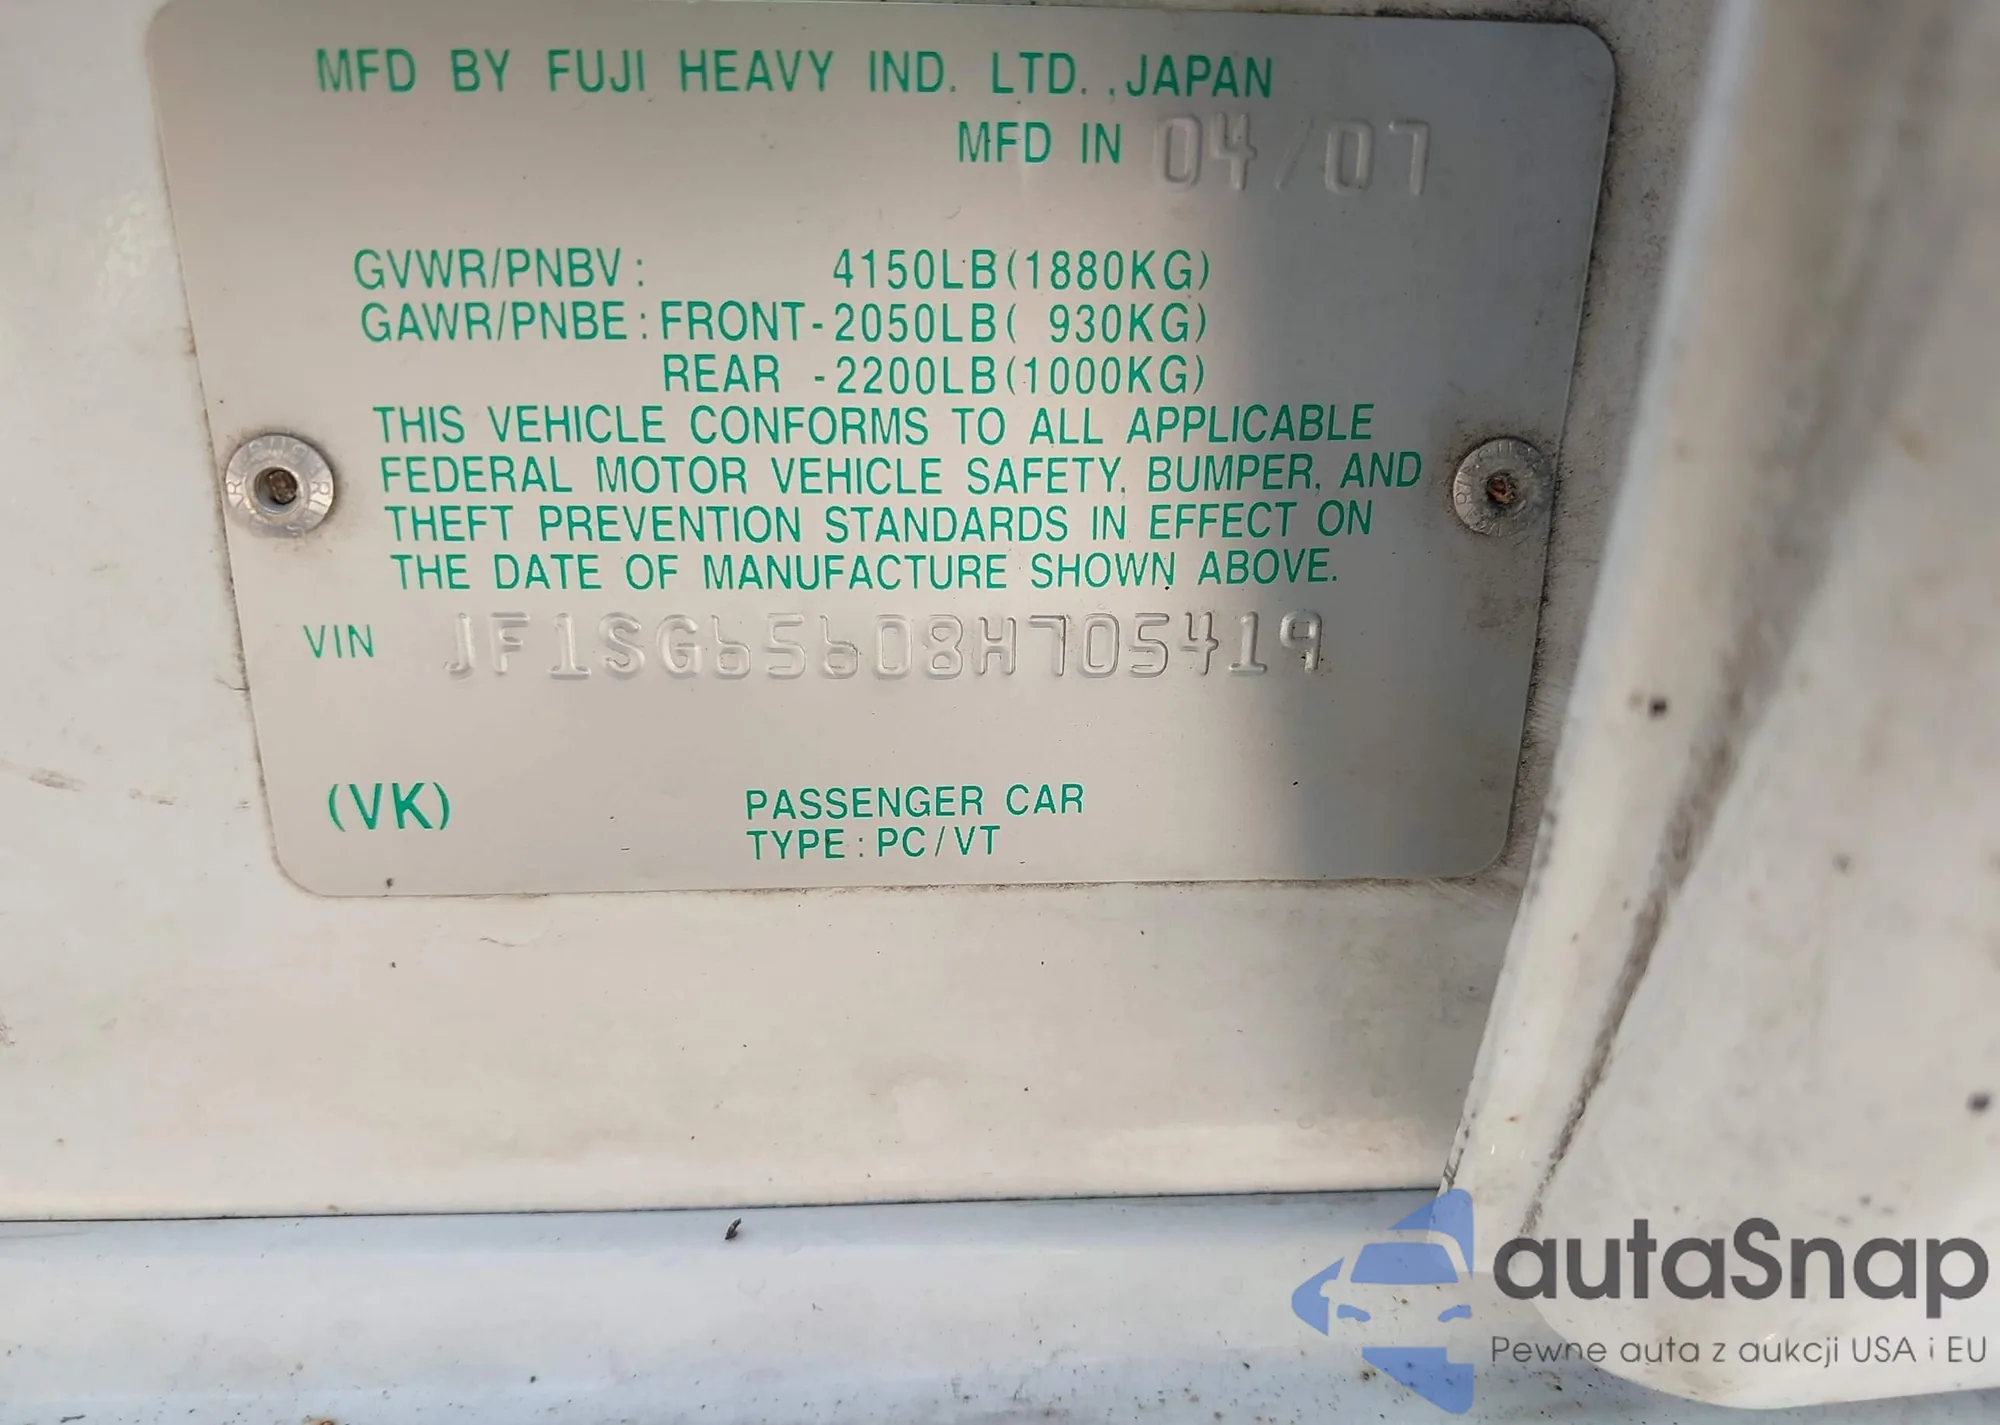 MFD BY FUJI HEAVY IND. LTD., JAPAN
MFD IN 04/07
GVWR/PNBV: 4150LB(1880KG)
GAWR/PNBE: FRONT-2050LB( 930KG)
REAR -2200LB(1000KG)
THIS VEHICLE CONFORMS TO ALL APPLICABLE
FEDERAL MOTOR VEHICLE SAFETY, BUMPER, AND
THEFT PREVENTION STANDARDS IN EFFECT ON
THE DATE OF MANUFACTURE SHOWN ABOVE.
VIN JF1SG65608H705419
(VK) PASSENGER CAR
TYPE: PC/VT
autaSnap
Pewne auta z aukcji USA i EU